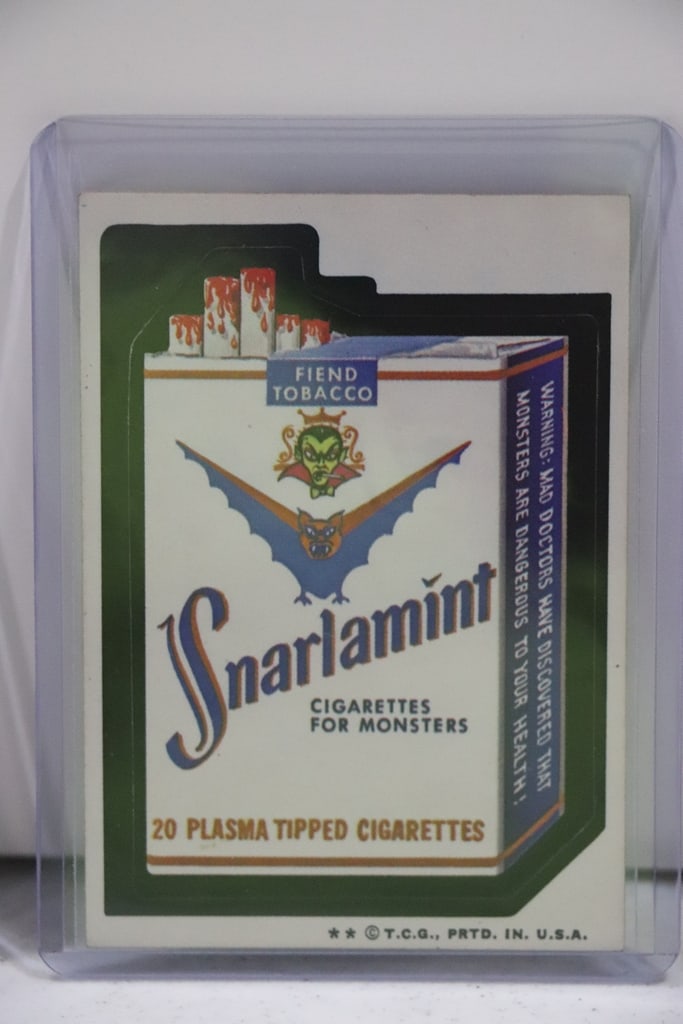 FIEND
TOBACCO
Snarlamint
CIGARETTES
FOR MONSTERS
20 PLASMA TIPPED CIGARETTES
WARNING: MAD DOCTORS HAVE DISCOVERED THAT
MONSTERS ARE DANGEROUS TO YOUR HEALTH!
** © T.C.G., PRTD. IN. U.S.A.